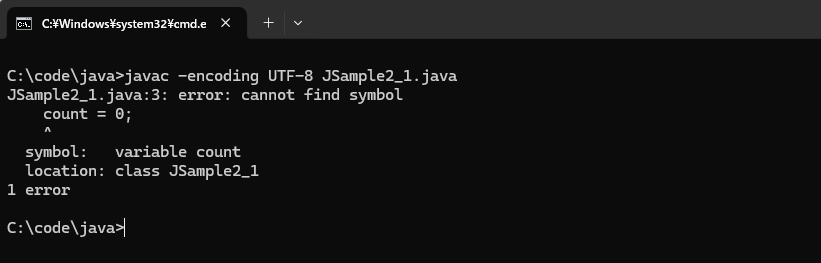 C:¥Windows¥system32¥cmd.e
C:\code\java>javac -encoding UTF-8 JSample2_1.java
JSample2_1.java:3: error: cannot find symbol
    count = 0;
    ^
  symbol:   variable count
  location: class JSample2_1
1 error
C:\code\java>